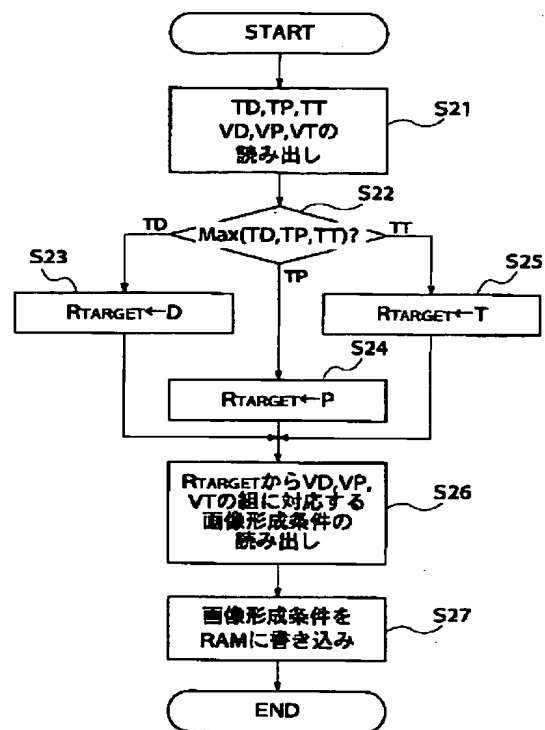 START
TD,TP,TT
VD,VP,VTの
読み出し
S21
S22
Max(TD,TP,TT)?
TD
TP
TT
S23
RTARGET←D
S25
RTARGET←T
S24
RTARGET←P
RTARGETからVD,VP,
VTの組に対応する
画像形成条件の
読み出し
S26
画像形成条件を
RAMに書き込み
S27
END